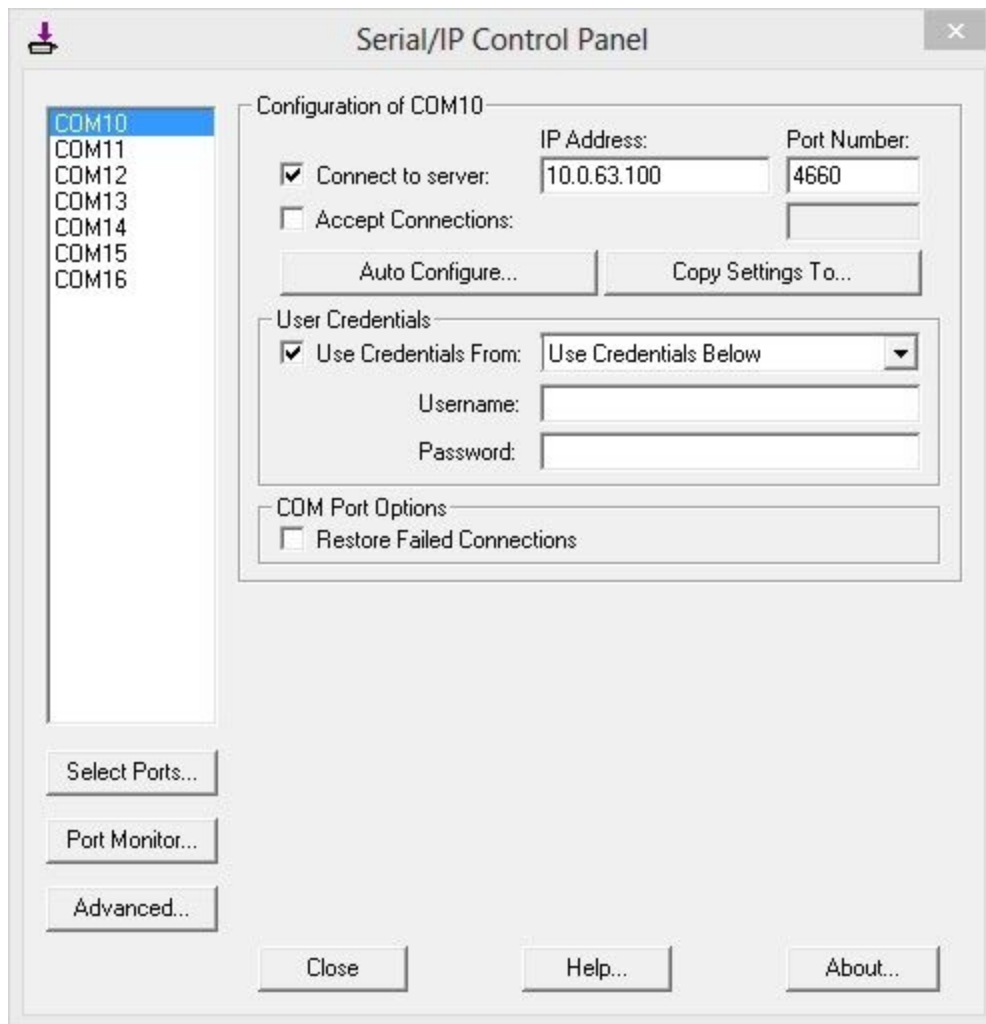 Serial/IP Control Panel
COM10
COM11
COM12
COM13
COM14
COM15
COM16
Configuration of COM10
IP Address: Port Number:
Connect to server: 10.0.63.100 4660
Accept Connections:
Auto Configure... Copy Settings To...
User Credentials
Use Credentials From: Use Credentials Below
Username:
Password:
COM Port Options
Restore Failed Connections
Select Ports...
Port Monitor...
Advanced...
Close Help... About...